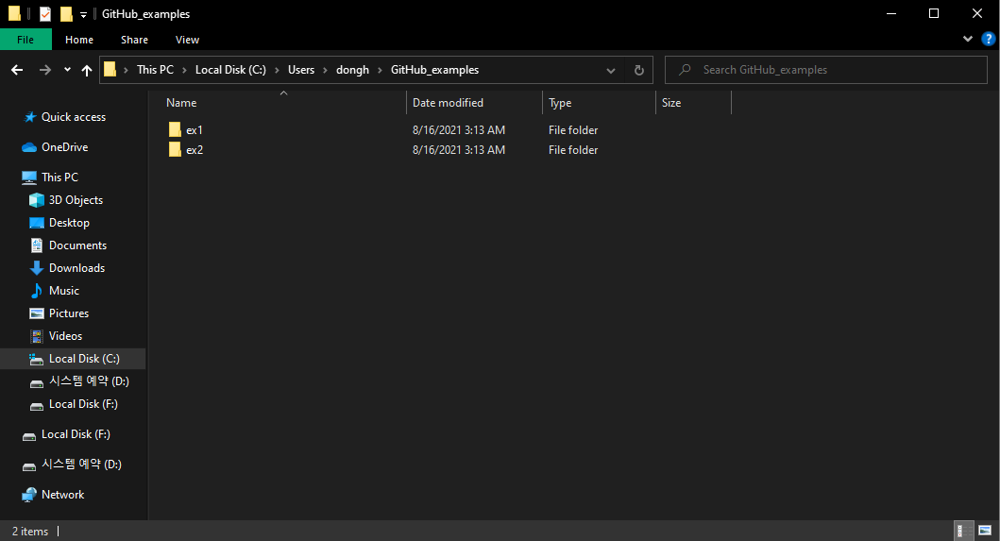 GitHub_examples
File Home Share View
This PC Local Disk (C:) Users dongh GitHub_examples Search GitHub_examples
Name Date modified Type Size
ex1 8/16/2021 3:13 AM File folder
ex2 8/16/2021 3:13 AM File folder
Quick access
OneDrive
This PC
3D Objects
Desktop
Documents
Downloads
Music
Pictures
Videos
Local Disk (C:)
시스템 예약 (D:)
Local Disk (F:)
Local Disk (F:)
시스템 예약 (D:)
Network
2 items